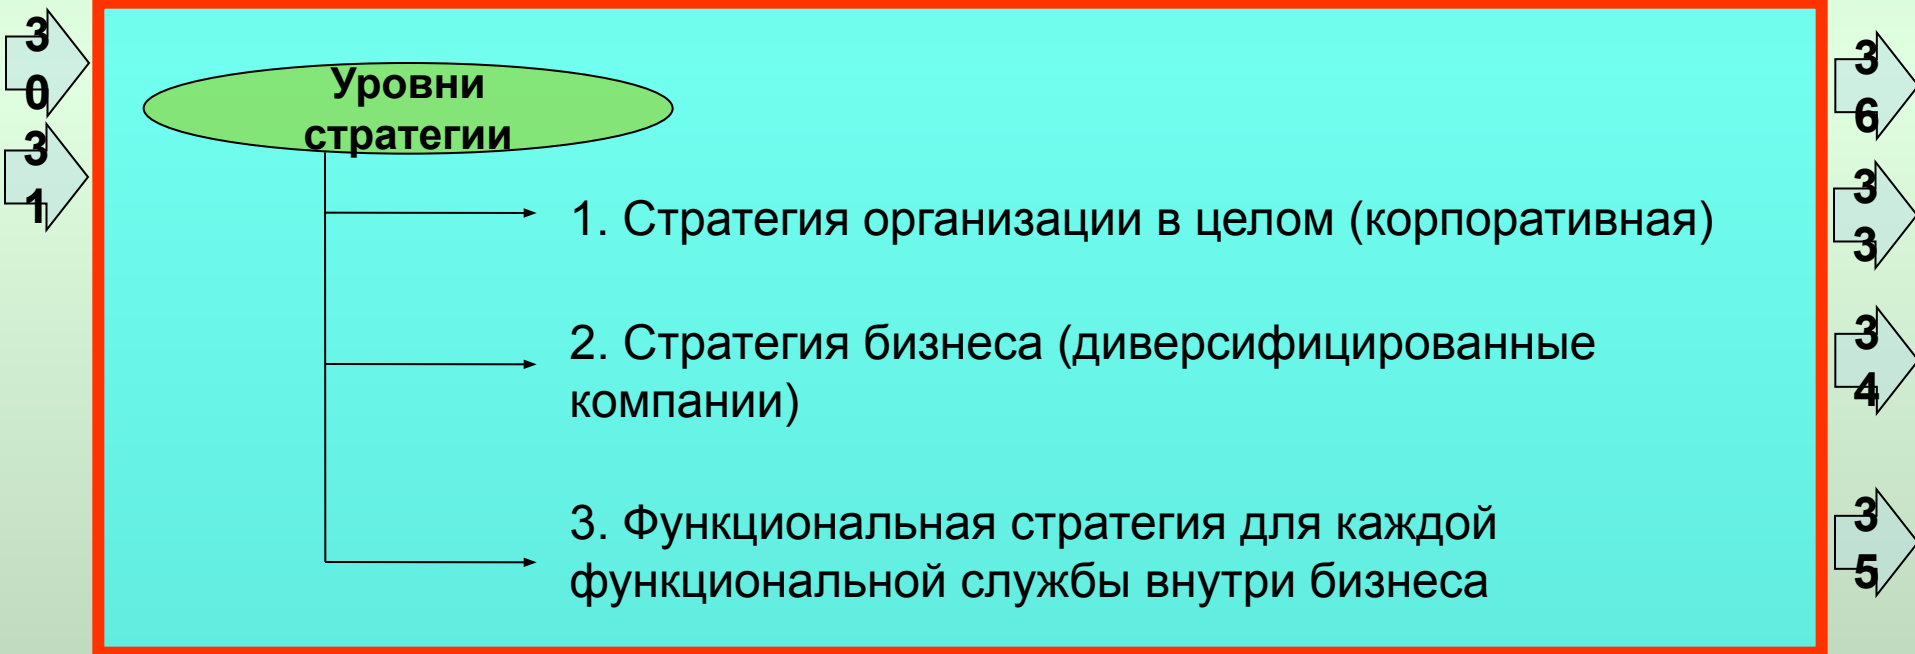 30
31
Уровни
стратегии
1. Стратегия организации в целом (корпоративная)
2. Стратегия бизнеса (диверсифицированные
компании)
3. Функциональная стратегия для каждой
функциональной службы внутри бизнеса
36
33
34
35